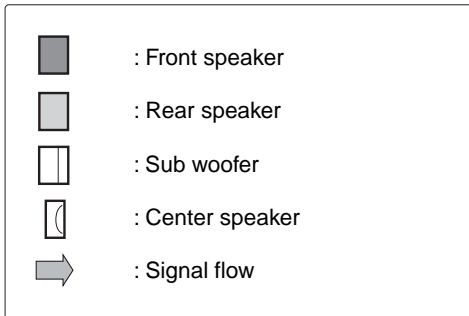 : Front speaker
: Rear speaker
: Sub woofer
: Center speaker
: Signal flow